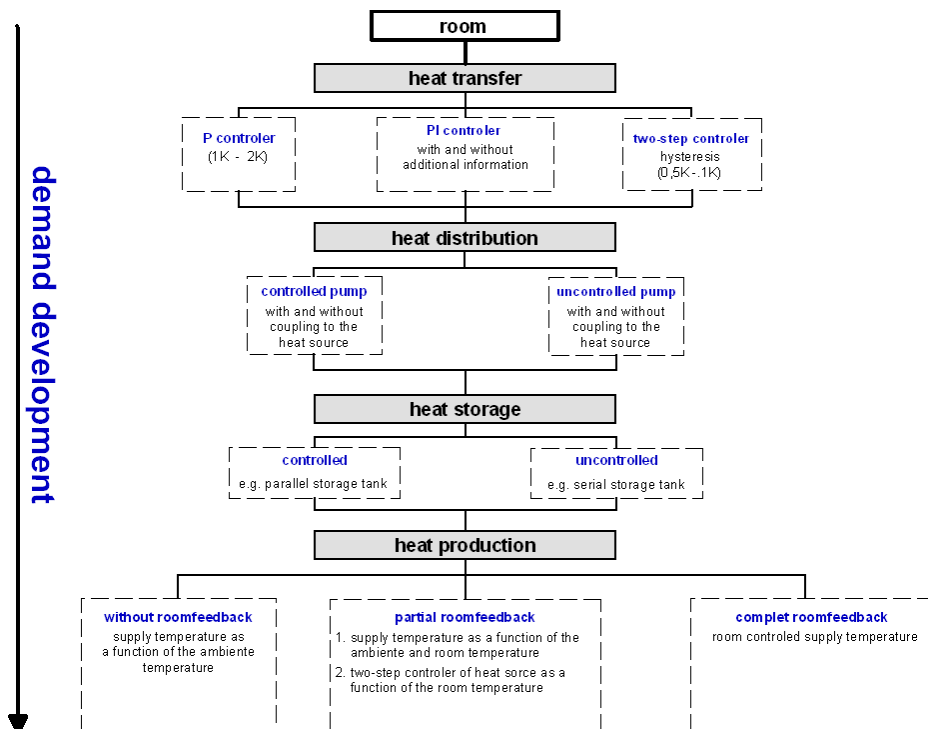 room
heat transfer
P controler
(1K - 2K)
PI controler
with and without
additional information
two-step controler
hysteresis
(0,5K-.1K)
heat distribution
controlled pump
with and without
coupling to the
heat source
uncontrolled pump
with and without
coupling to the
heat source
heat storage
controlled
e.g. parallel storage tank
uncontrolled
e.g. serial storage tank
heat production
without roomfeedback
supply temperature as
a function of the ambiente
temperature
partial roomfeedback
1. supply temperature as a function of the
ambiente and room temperature
2. two-step controler of heat sorce as a
function of the room temperature
complet roomfeedback
room controled supply temperature
demand development